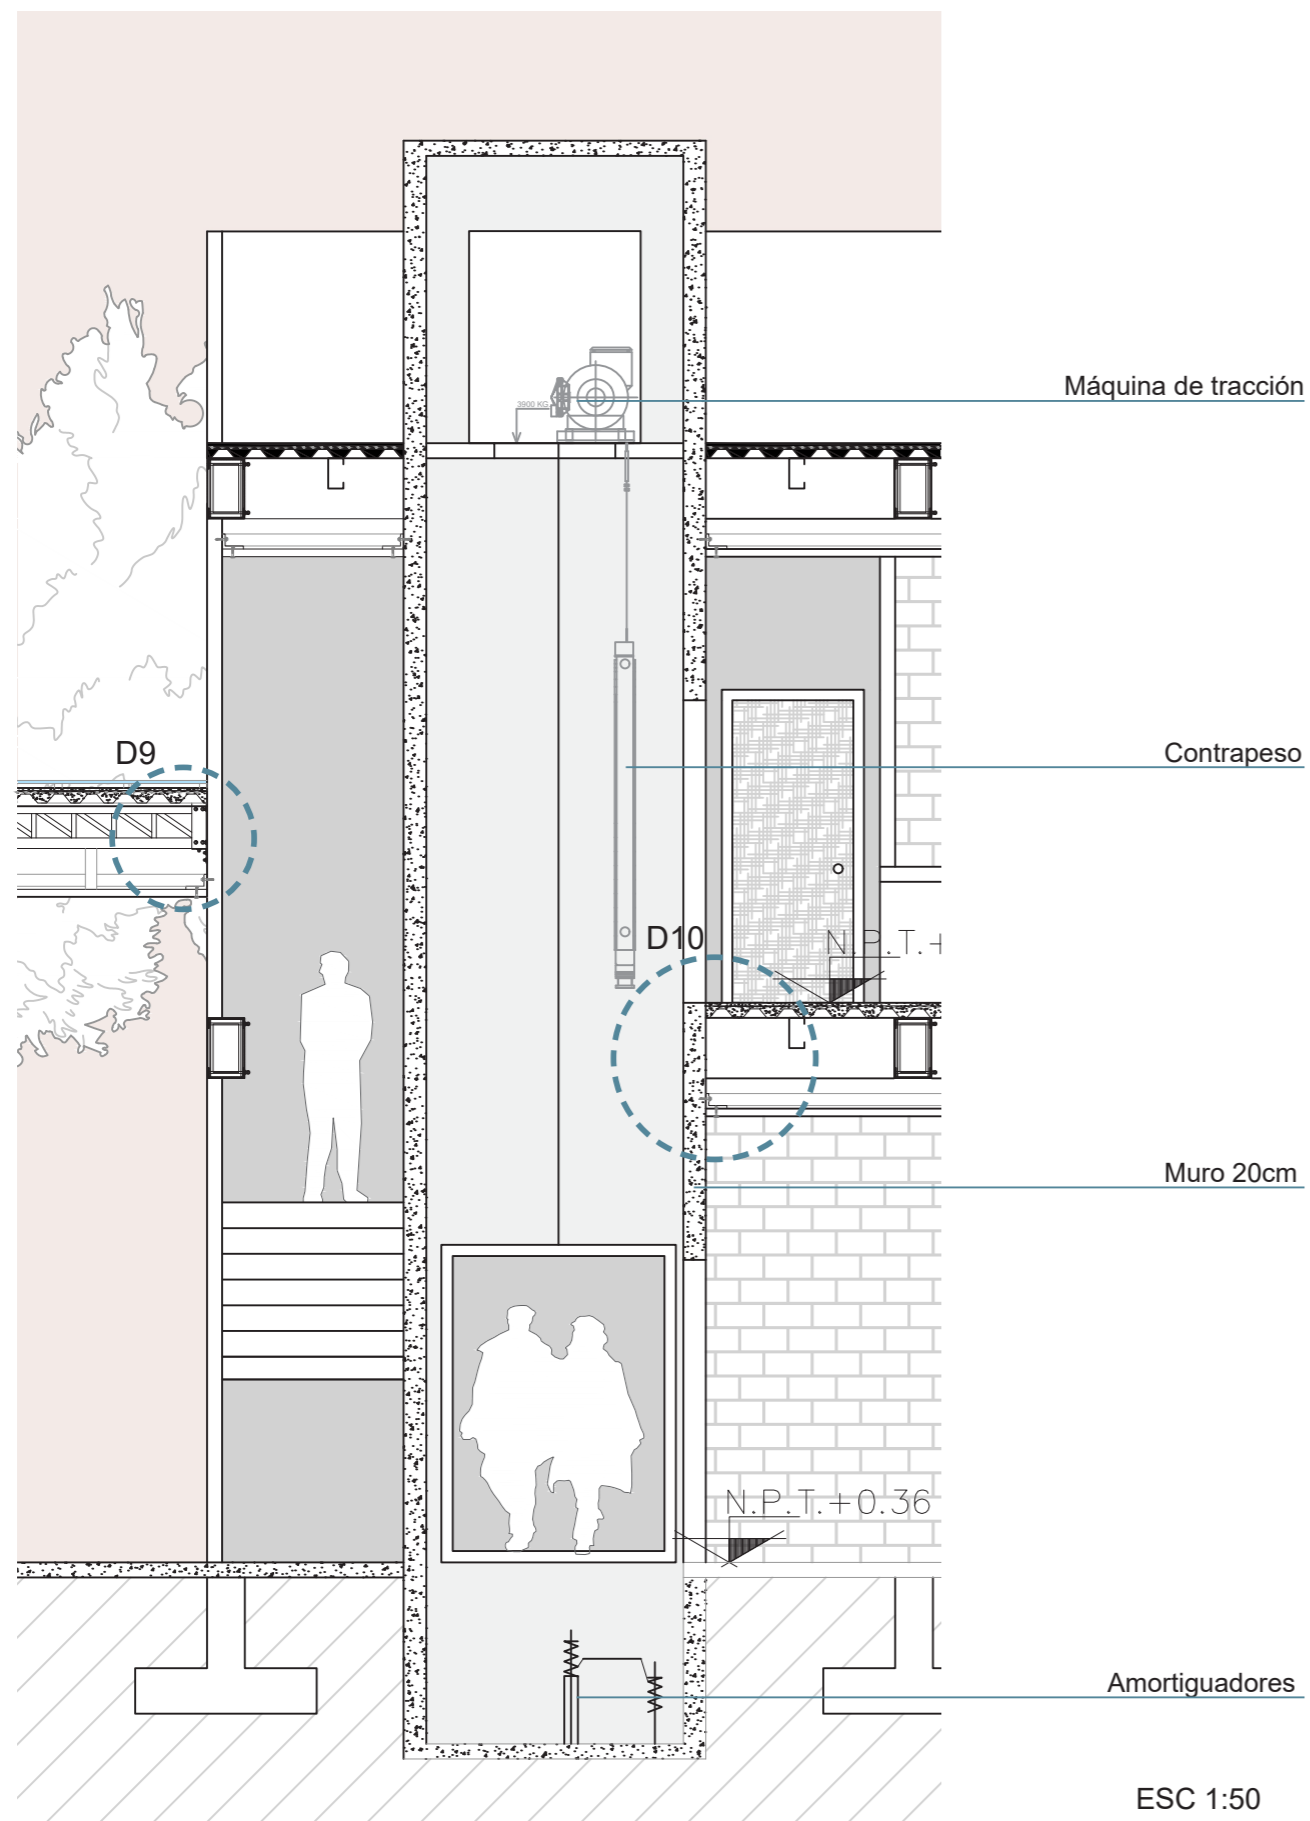 Máquina de tracción
3900 KG
D9
Contrapeso
D10
N.P.T.+
Muro 20cm
N.P.T.+0.36
Amortiguadores
ESC 1:50